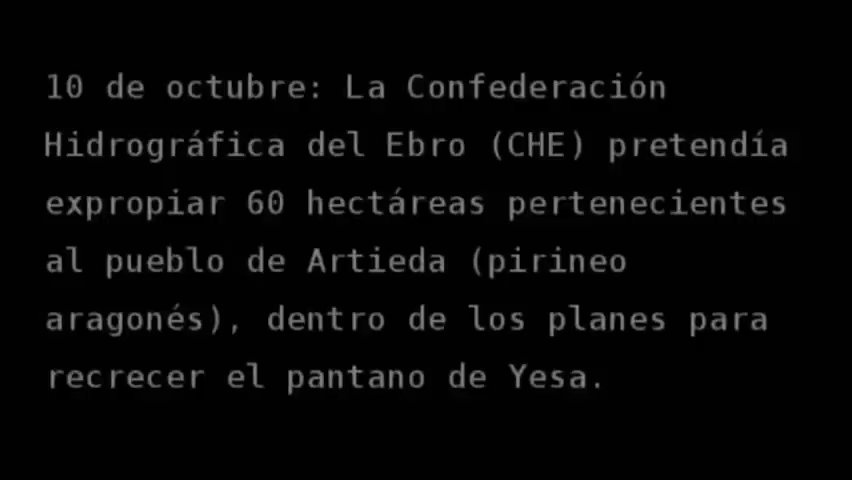 10 de octubre: La Confederación
Hidrográfica del Ebro (CHE) pretendía
expropiar 60 hectáreas pertenecientes
al pueblo de Artieda (pirineo
aragonés), dentro de los planes para
recrecer el pantano de Yesa.